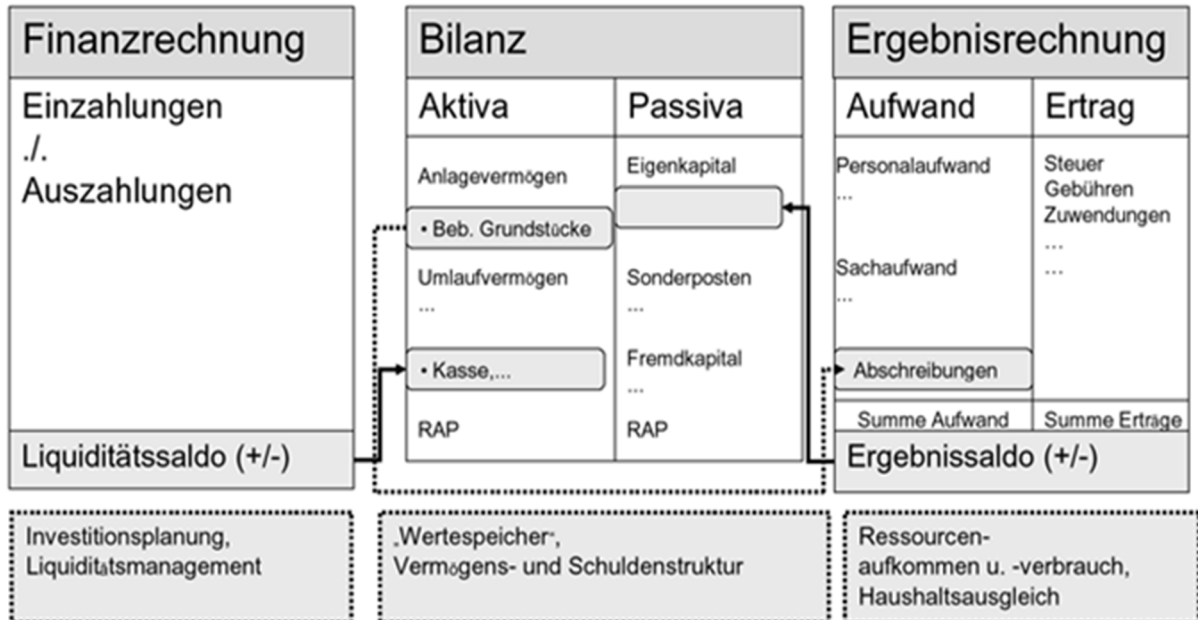 Finanzrechnung
Einzahlungen
./.
Auszahlungen
Liquiditätssaldo (+/-)
Investitionsplanung,
Liquiditätsmanagement
Bilanz
Aktiva
Anlagevermögen
• Beb. Grundstücke
Umlaufvermögen
...
• Kasse,...
RAP
Passiva
Eigenkapital
Sonderposten
...
Fremdkapital
...
RAP
„Wertespeicher“,
Vermögens- und Schuldenstruktur
Ergebnisrechnung
Aufwand
Personalaufwand
...
Sachaufwand
...
Abschreibungen
Summe Aufwand
Ertrag
Steuer
Gebühren
Zuwendungen
...
...
Summe Erträge
Ergebnissaldo (+/-)
Ressourcen-
aufkommen u. -verbrauch,
Haushaltsausgleich